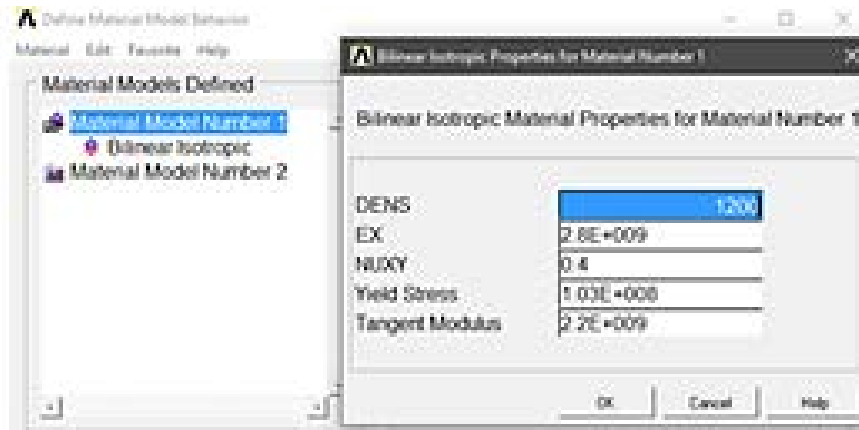 Define Material Model Behavior
Material Edit Favorite Help
Material Models Defined
Material Model Number 1
Bilinear Isotropic
Material Model Number 2
Bilinear Isotropic Properties for Material Number 1
Bilinear Isotropic Material Properties for Material Number 1
DENS 1200
EX 2.8E+009
NUXY 0.4
Yield Stress 1.03E+008
Tangent Modulus 2.2E+009
OK Cancel Help